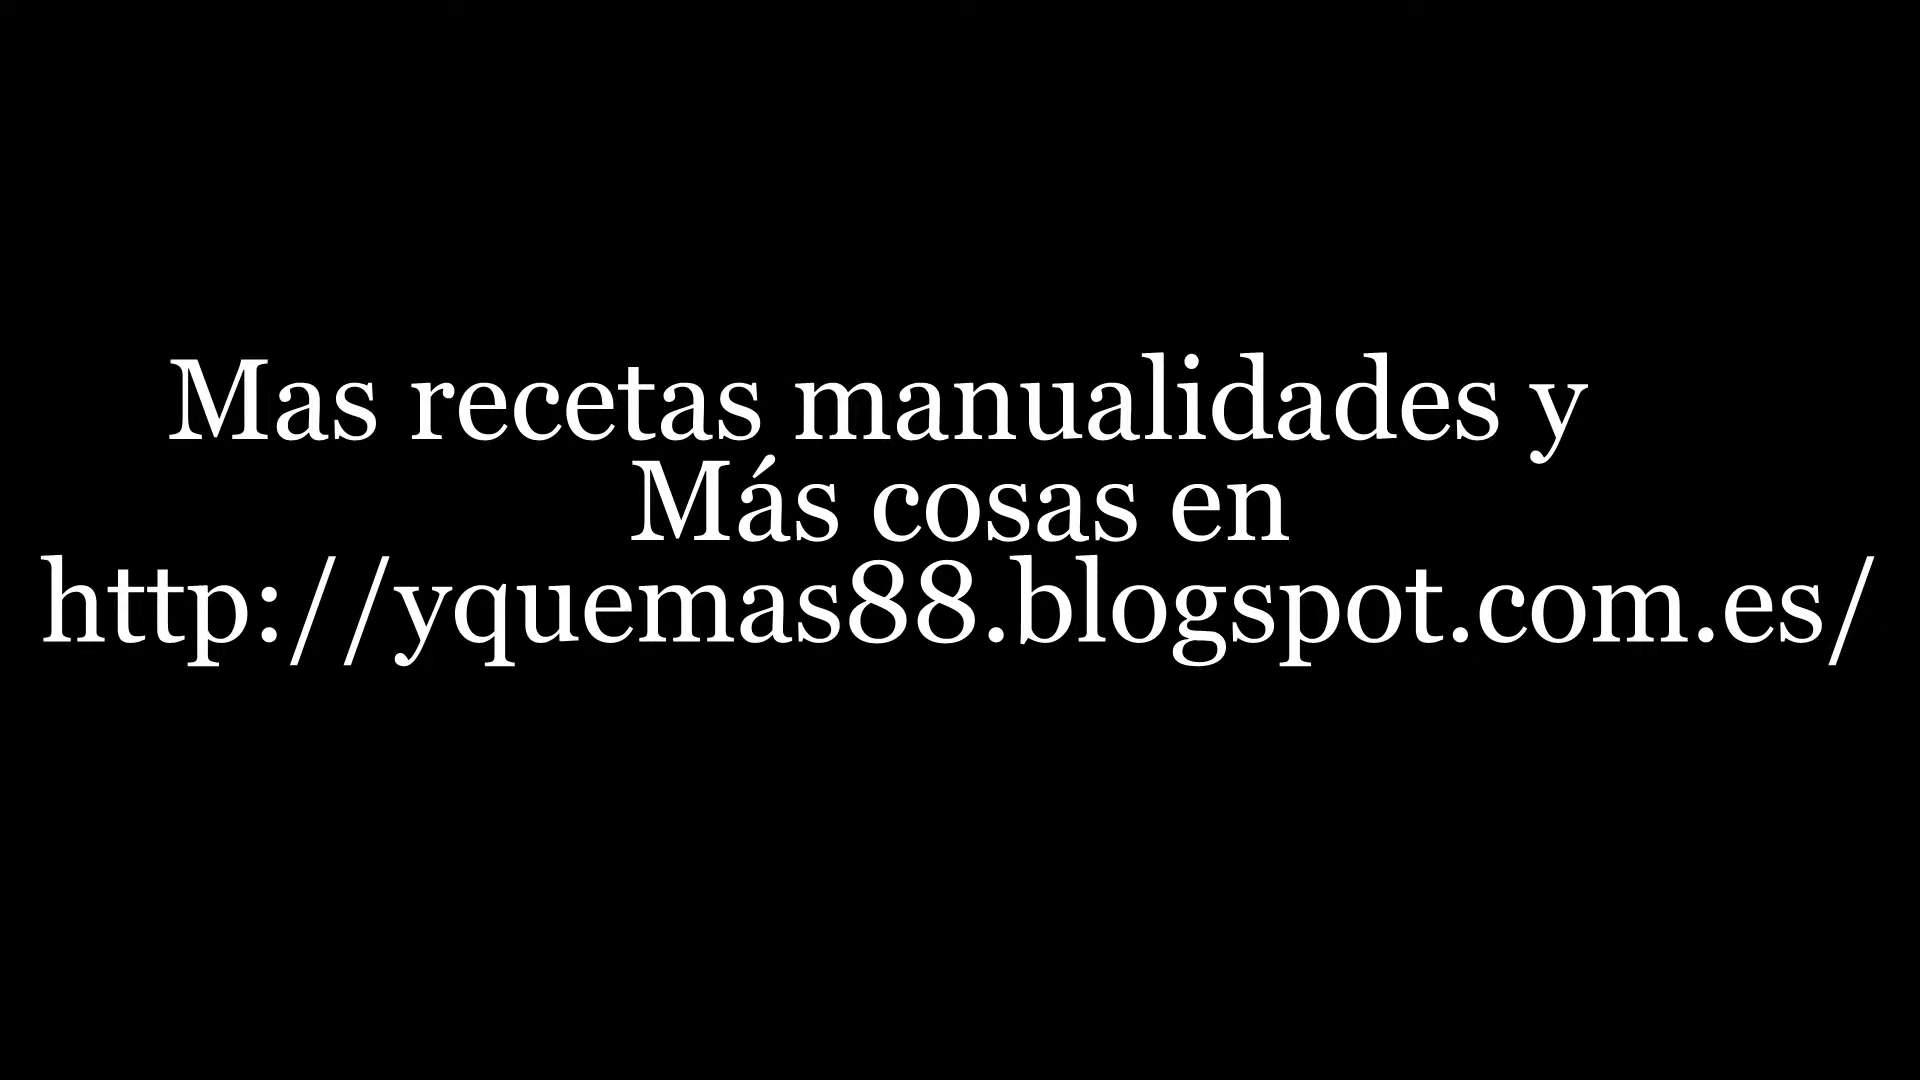 Mas recetas manualidades y
Más cosas en
http://yquemas88.blogspot.com.es/